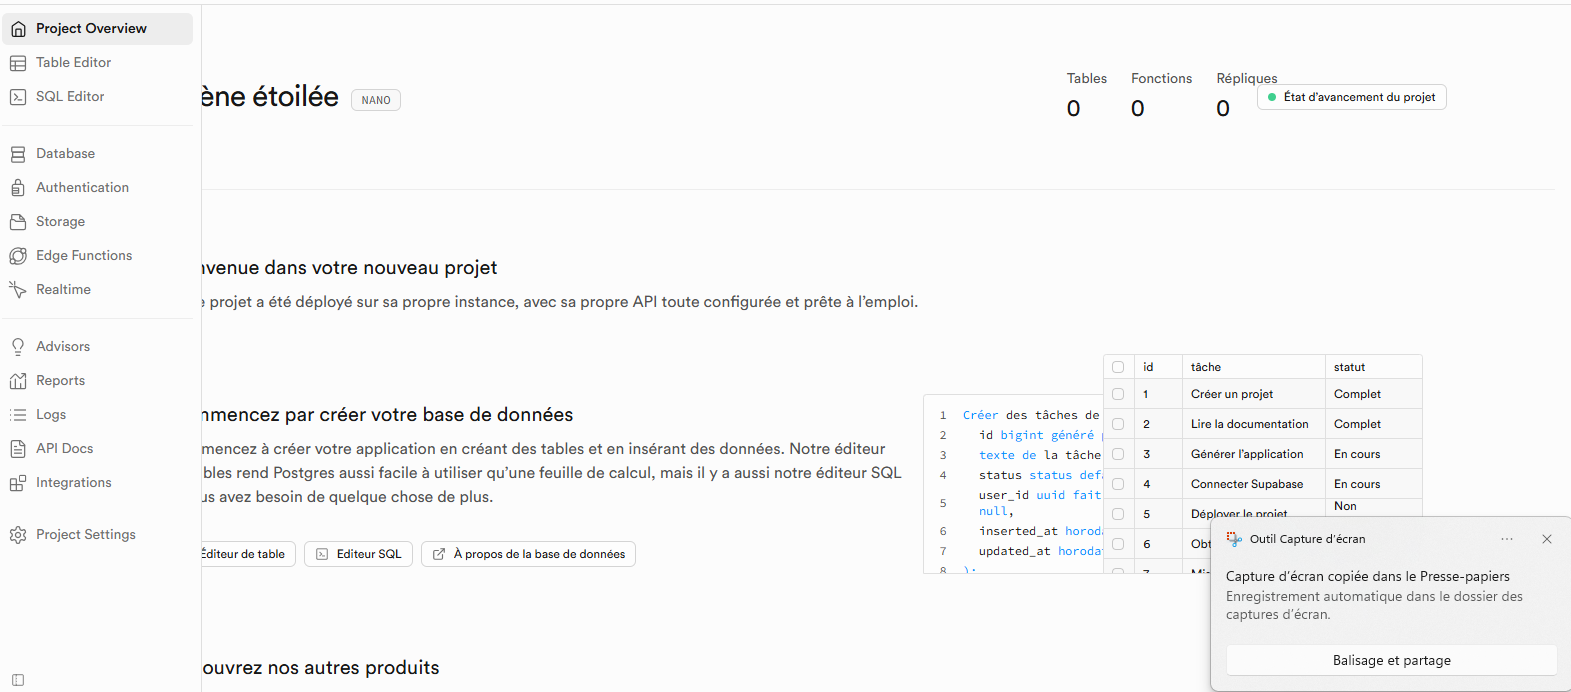 Project Overview
Table Editor
SQL Editor
Database
Authentication
Storage
Edge Functions
Realtime
Advisors
Reports
Logs
API Docs
Integrations
Project Settings
ène étoilée
NANO
Tables Fonctions Répliques
0 0 0
État d'avancement du projet
nvenue dans votre nouveau projet
e projet a été déployé sur sa propre instance, avec sa propre API toute configurée et prête à l'emploi.
mmencez par créer votre base de données
mencez à créer votre application en créant des tables et en insérant des données. Notre éditeur
bles rend Postgres aussi facile à utiliser qu'une feuille de calcul, mais il y a aussi notre éditeur SQL
us avez besoin de quelque chose de plus.
Éditeur de table
Editeur SQL
À propos de la base de données
1 Créer des tâches de
2 id bigint généré
3 texte de la tâche
4 status status defa
5 user_id uuid fait
null,
6 inserted_at horoda
7 updated_at horoda
8 );
id tâche statut
1 Créer un projet Complet
2 Lire la documentation Complet
3 Générer l'application En cours
4 Connecter Supabase En cours
5 Déployer le projet Non
6 Obt
7
Outil Capture d'écran
Capture d'écran copiée dans le Presse-papiers
Enregistrement automatique dans le dossier des
captures d'écran.
Balisage et partage
ouvrez nos autres produits